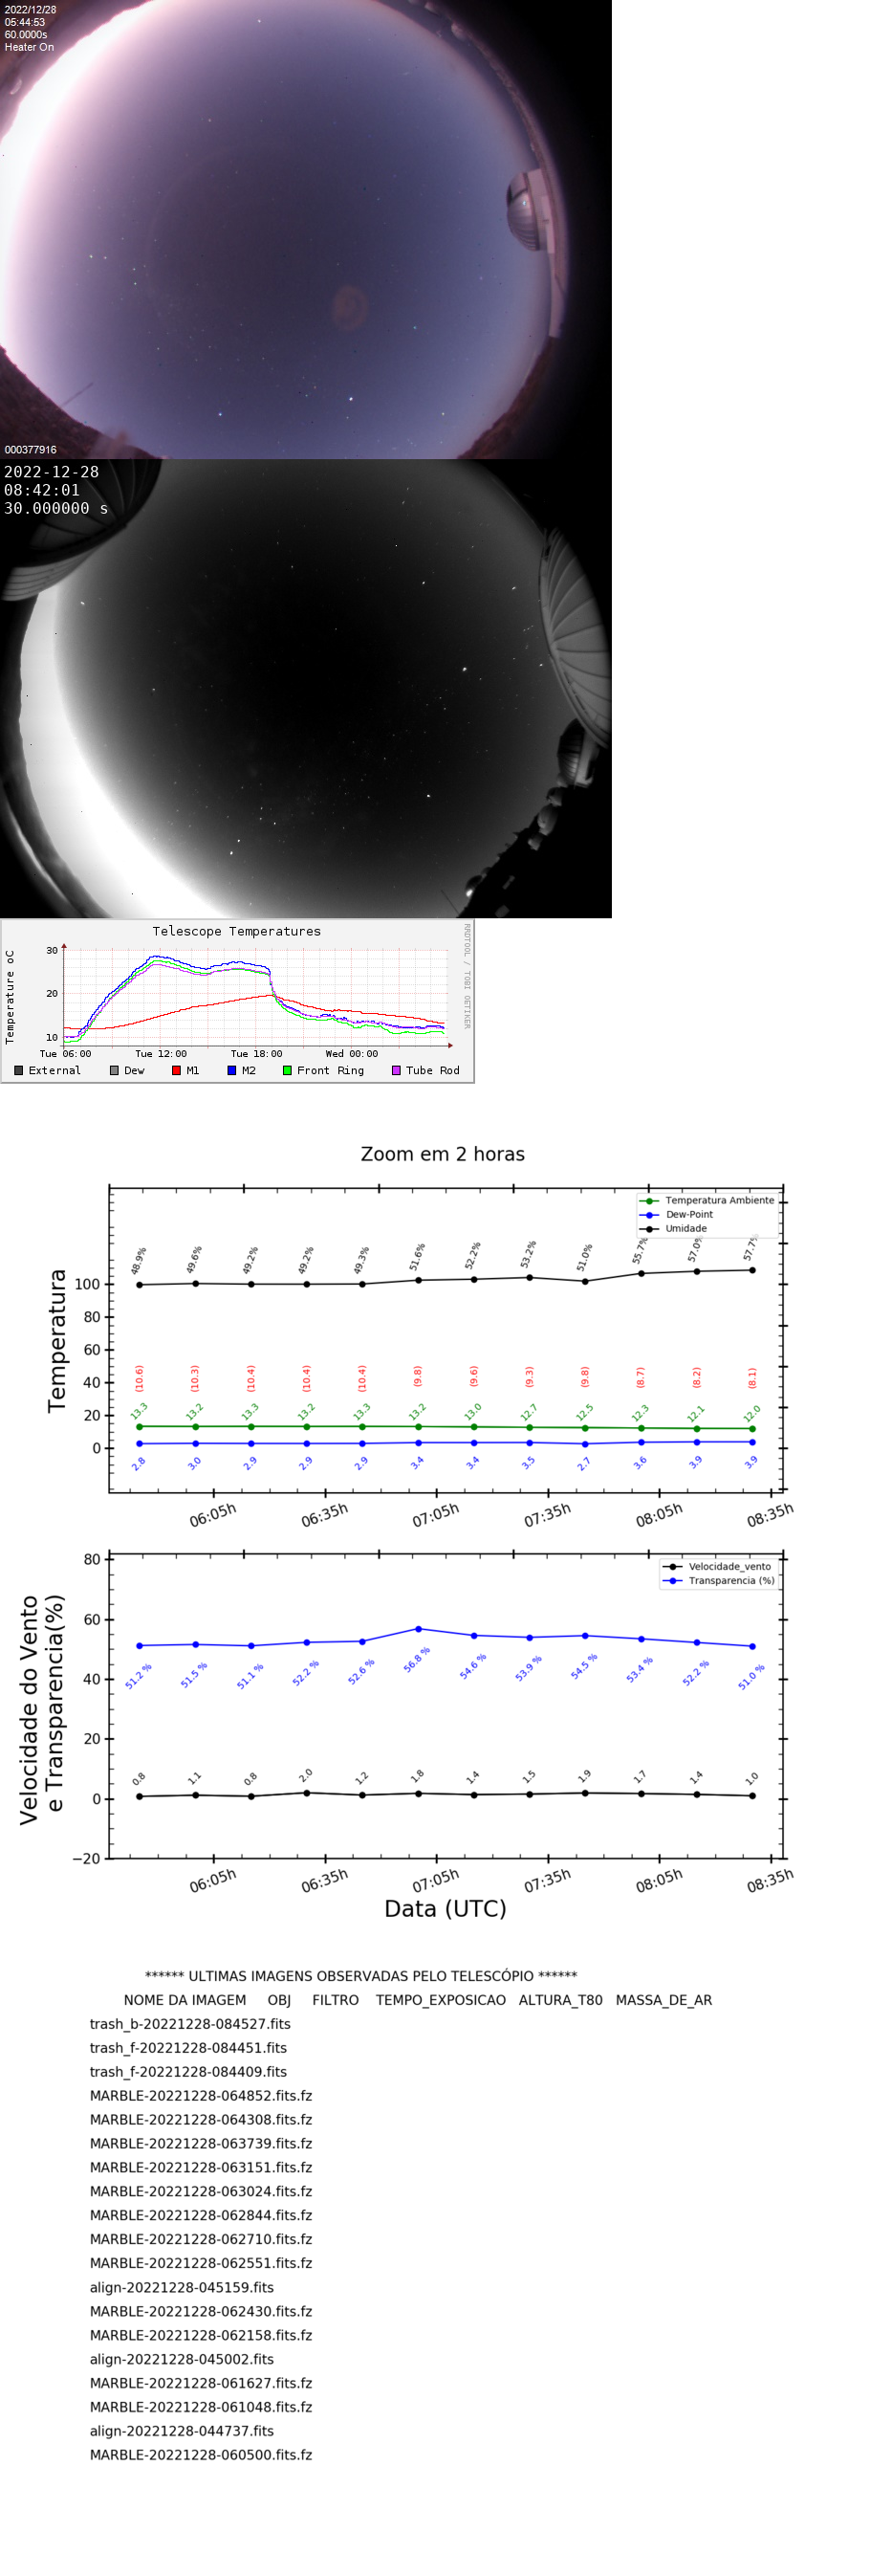 2022/12/28
05:44:53
60.0000s
Heater On
000377916
2022-12-28
08:42:01
30.000000 s
Telescope Temperatures
RRDTOOL / TOBI OETIKER
Temperature oC
30
20
10
Tue 06:00 Tue 12:00 Tue 18:00 Wed 00:00
External Dew M1 M2 Front Ring Tube Rod
Zoom em 2 horas
Temperatura Ambiente
Dew-Point
Umidade
Temperatura
100
80
60
40
20
0
48.9% 49.6% 49.2% 49.2% 49.3% 51.6% 52.2% 53.2% 51.0% 55.7% 57.0% 57.7%
(10.6) (10.3) (10.4) (10.4) (10.4) (9.8) (9.6) (9.3) (9.8) (8.7) (8.2) (8.1)
13.3 13.2 13.3 13.2 13.3 13.2 13.0 12.7 12.5 12.3 12.1 12.0
2.8 3.0 2.9 2.9 2.9 3.4 3.4 3.5 2.7 3.6 3.9 3.9
06:05h 06:35h 07:05h 07:35h 08:05h 08:35h
Velocidade_vento
Transparencia (%)
Velocidade do Vento
e Transparencia(%)
80
60
40
20
0
−20
51.2 % 51.5 % 51.1 % 52.2 % 52.6 % 56.8 % 54.6 % 53.9 % 54.5 % 53.4 % 52.2 % 51.0 %
0.8 1.1 0.8 2.0 1.2 1.8 1.4 1.5 1.9 1.7 1.4 1.0
06:05h 06:35h 07:05h 07:35h 08:05h 08:35h
Data (UTC)
****** ULTIMAS IMAGENS OBSERVADAS PELO TELESCÓPIO ******
NOME DA IMAGEM OBJ FILTRO TEMPO_EXPOSICAO ALTURA_T80 MASSA_DE_AR
trash_b-20221228-084527.fits
trash_f-20221228-084451.fits
trash_f-20221228-084409.fits
MARBLE-20221228-064852.fits.fz
MARBLE-20221228-064308.fits.fz
MARBLE-20221228-063739.fits.fz
MARBLE-20221228-063151.fits.fz
MARBLE-20221228-063024.fits.fz
MARBLE-20221228-062844.fits.fz
MARBLE-20221228-062710.fits.fz
MARBLE-20221228-062551.fits.fz
align-20221228-045159.fits
MARBLE-20221228-062430.fits.fz
MARBLE-20221228-062158.fits.fz
align-20221228-045002.fits
MARBLE-20221228-061627.fits.fz
MARBLE-20221228-061048.fits.fz
align-20221228-044737.fits
MARBLE-20221228-060500.fits.fz